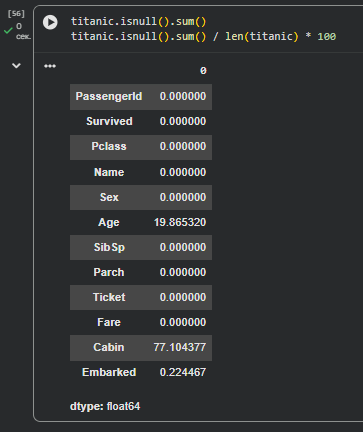 [56]
titanic.isnull().sum()
0
сек.
titanic.isnull().sum() / len(titanic) * 100
0
PassengerId 0.000000
Survived 0.000000
Pclass 0.000000
Name 0.000000
Sex 0.000000
Age 19.865320
SibSp 0.000000
Parch 0.000000
Ticket 0.000000
Fare 0.000000
Cabin 77.104377
Embarked 0.224467
dtype: float64